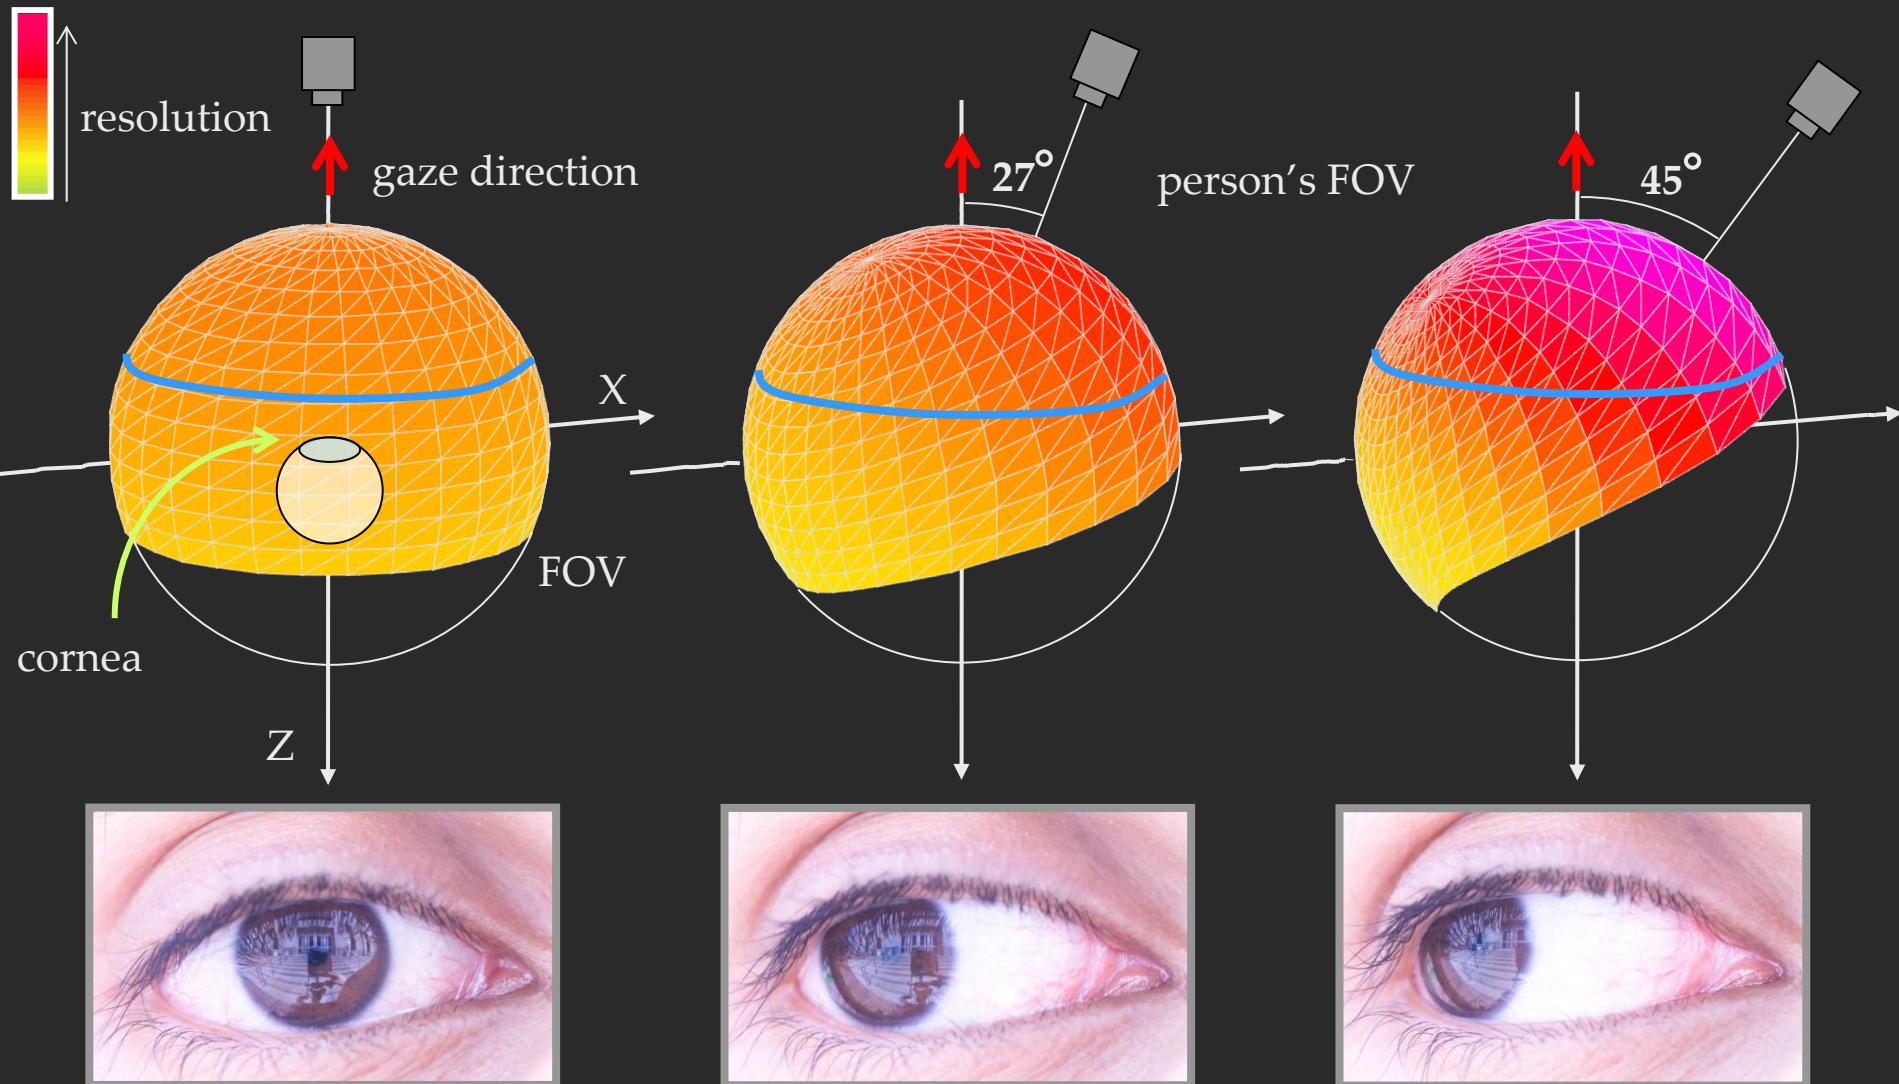 resolution
gaze direction
27°
person's FOV
45°
X
FOV
cornea
Z